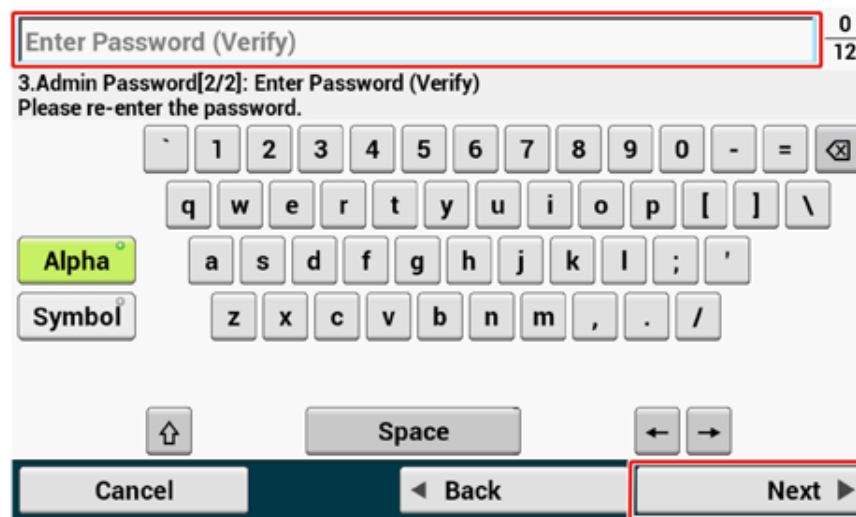 Enter Password (Verify)
0
12
3.Admin Password[2/2]: Enter Password (Verify)
Please re-enter the password.
` 1 2 3 4 5 6 7 8 9 0 - =
q w e r t y u i o p [ ] \
Alpha a s d f g h j k l ; '
Symbol z x c v b n m , . /
Space
Cancel Back Next